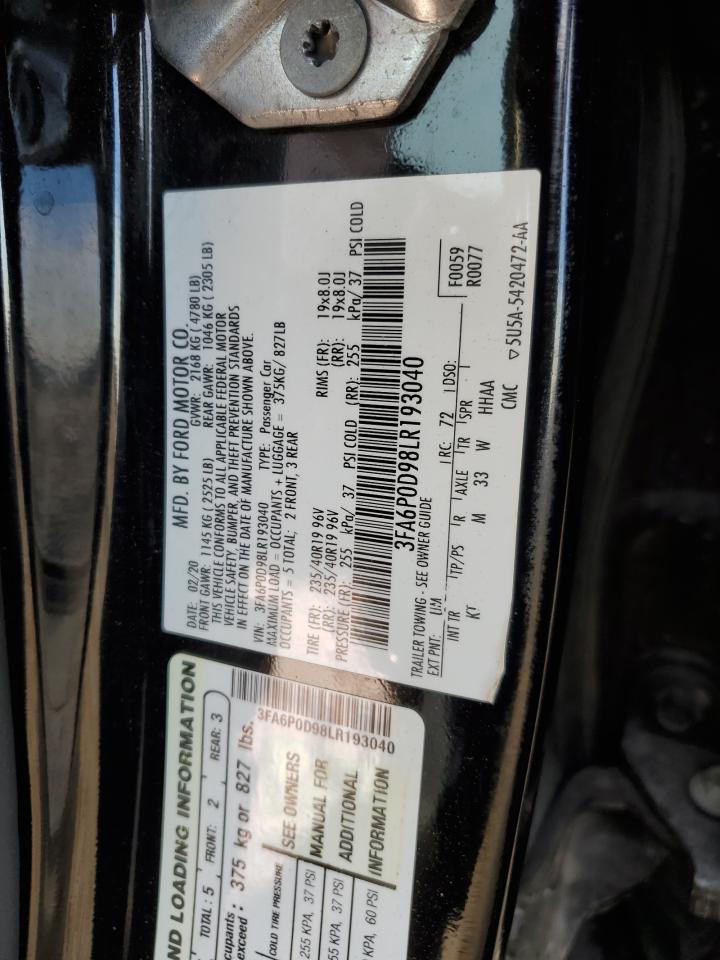 MFD. BY FORD MOTOR CO.
DATE: 02/20 GVWR: 2168 KG ( 4780 LB)
FRONT GAWR: 1145 KG ( 2525 LB) REAR GAWR: 1046 KG ( 2305 LB)
THIS VEHICLE CONFORMS TO ALL APPLICABLE FEDERAL MOTOR
VEHICLE SAFETY, BUMPER, AND THEFT PREVENTION STANDARDS
IN EFFECT ON THE DATE OF MANUFACTURE SHOWN ABOVE.
VIN: 3FA6P0D98LR193040 TYPE: Passenger Car
MAXIMUM LOAD = OCCUPANTS + LUGGAGE = 375KG/ 827LB
OCCUPANTS = 5 TOTAL; 2 FRONT, 3 REAR
TIRE (FR): 235/40R19 96V RIMS (FR): 19x8.0J
(RR): 235/40R19 96V (RR): 19x8.0J
PRESSURE (FR): 255 kPa/ 37 PSI COLD (RR): 255 kPa/ 37 PSI COLD
3FA6P0D98LR193040
TRAILER TOWING - SEE OWNER GUIDE
EXT PNT: UM RC: 72 DSO: F0059
R0077
INT TR TP/PS R AXLE TR SPR
KT M 33 W HHAA
CMC ▽5U5A-5420472-AA
ND LOADING INFORMATION
TOTAL: 5 FRONT: 2 REAR: 3
cupants
exceed : 375 kg or 827 lbs.
3FA6P0D98LR193040
COLD TIRE PRESSURE
255 KPA, 37 PSI
55 KPA, 37 PSI
KPA, 60 PSI
SEE OWNERS
MANUAL FOR
ADDITIONAL
INFORMATION